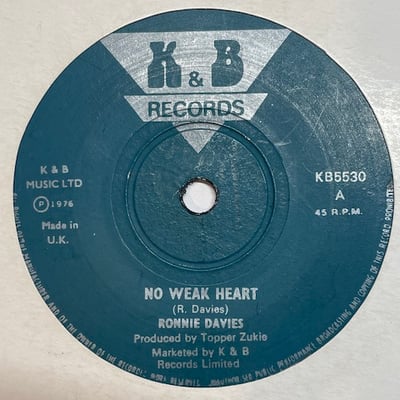 K & B
RECORDS
K & B
MUSIC LTD
Ⓟ 1976
Made in
U.K.
KB5530
A
45 R.P.M.
NO WEAK HEART
(R. Davies)
RONNIE DAVIES
Produced by Topper Zukie
Marketed by K & B
Records Limited